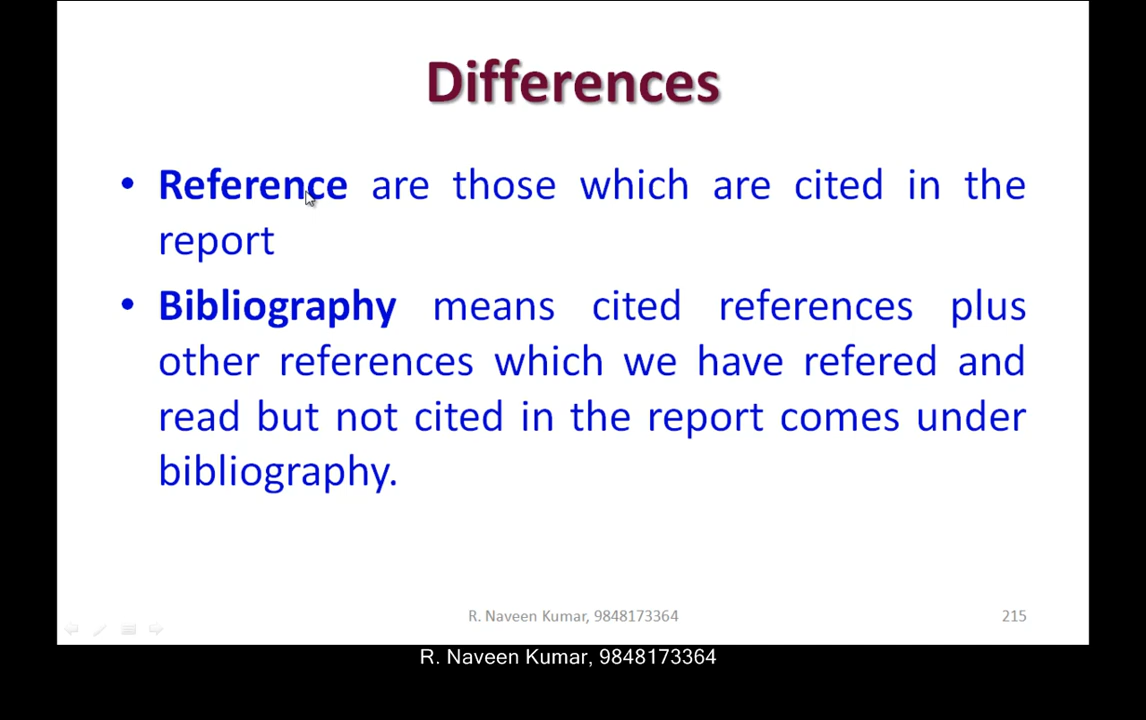 Differences
• Reference are those which are cited in the
report
• Bibliography means cited references plus
other references which we have refered and
read but not cited in the report comes under
bibliography.
R. Naveen Kumar, 9848173364
215
R. Naveen Kumar, 9848173364